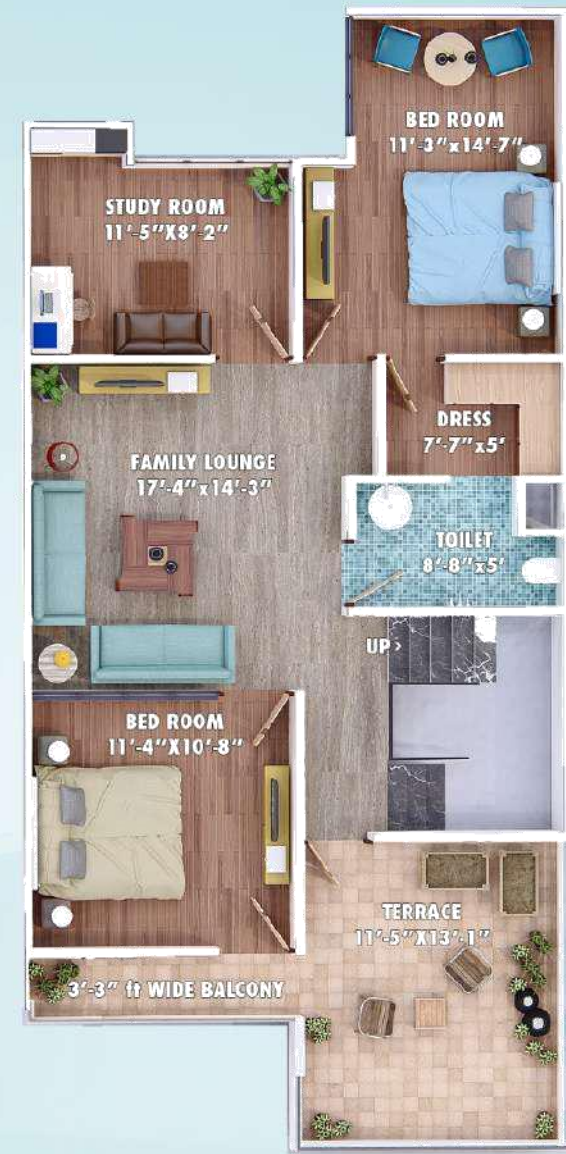 BED ROOM
11'-3"x14'-7"
STUDY ROOM
11'-5"X8'-2"
DRESS
7'-7"x5'
FAMILY LOUNGE
17'-4"x14'-3"
TOILET
8'-8"x5'
UP >
BED ROOM
11'-4"X10'-8"
TERRACE
11'-5"X13'-1"
3'-3" ft WIDE BALCONY